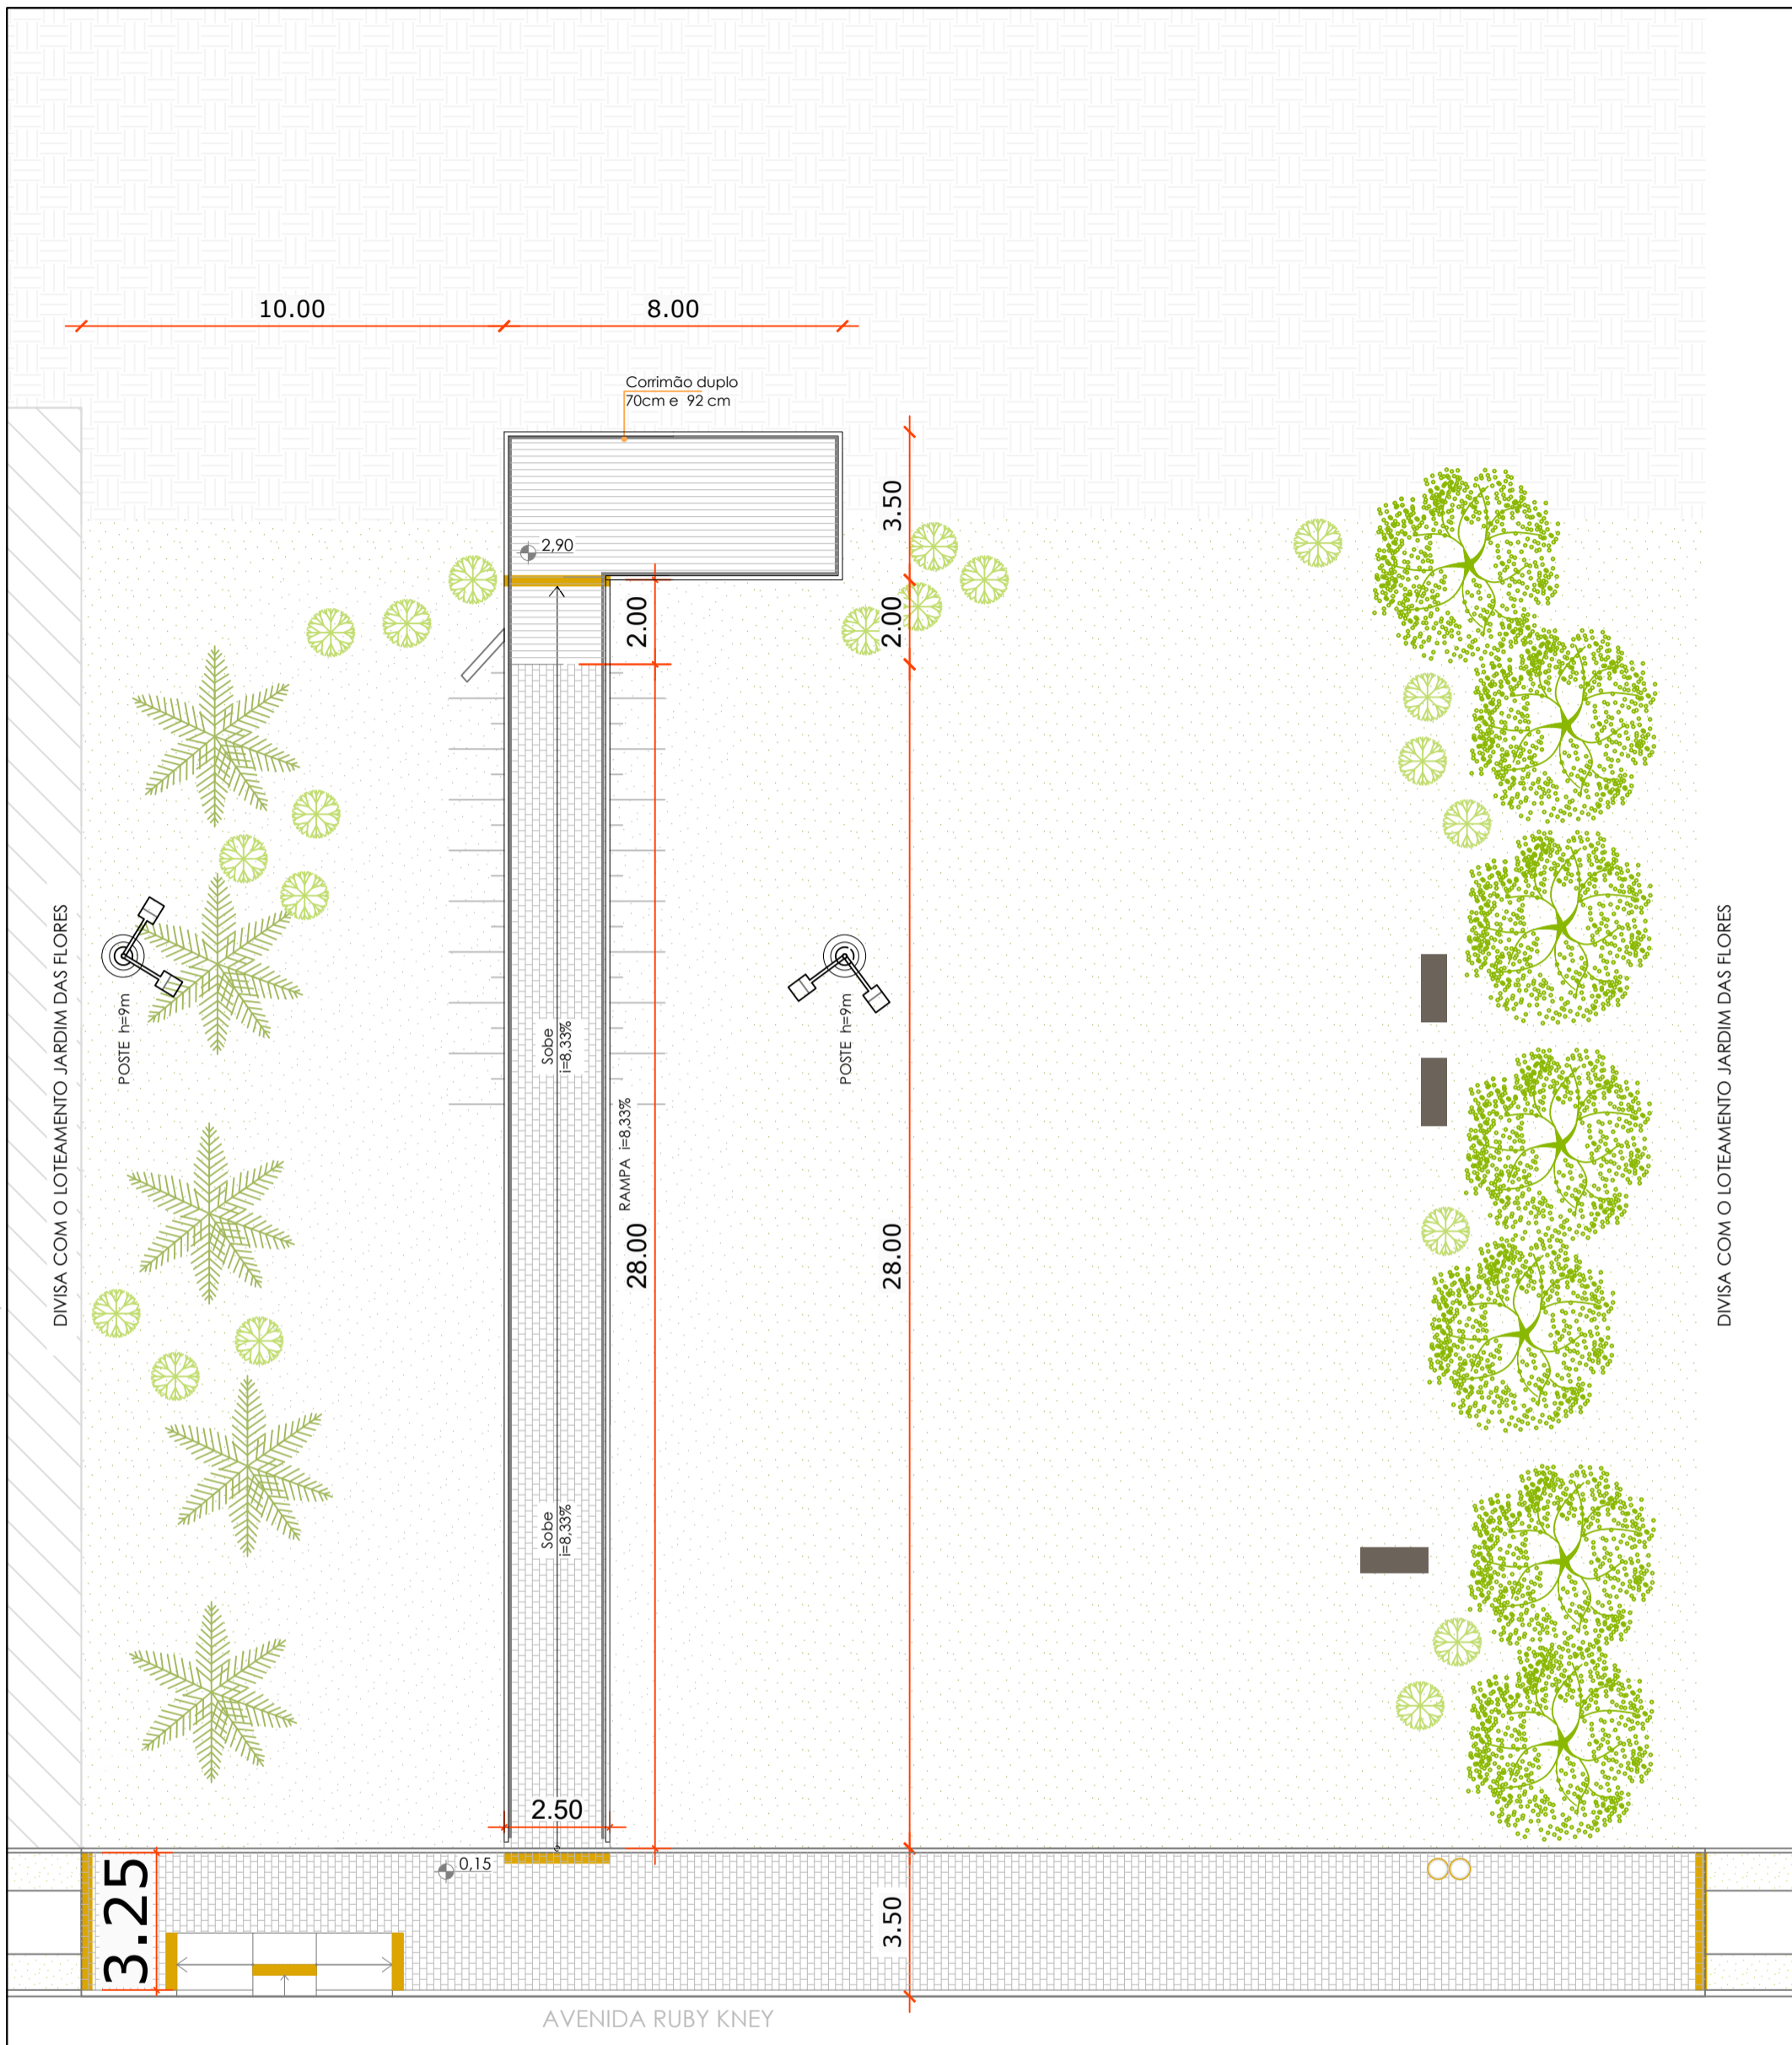 10.00
8.00
Corrimão duplo
70cm e 92 cm
3.50
2,90
2.00
2.00
DIVISA COM O LOTEAMENTO JARDIM DAS FLORES
POSTE h=9m
Sobe
i=8,33%
RAMPA i=8,33%
POSTE h=9m
28.00
28.00
DIVISA COM O LOTEAMENTO JARDIM DAS FLORES
Sobe
i=8,33%
2.50
0,15
3.25
3.50
AVENIDA RUBY KNEY